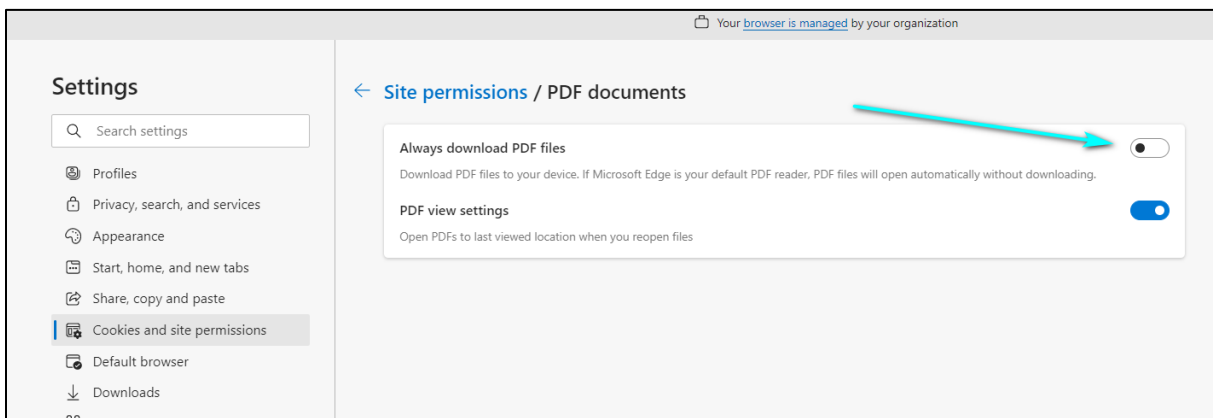 Your browser is managed by your organization
Settings
Search settings
Profiles
Privacy, search, and services
Appearance
Start, home, and new tabs
Share, copy and paste
Cookies and site permissions
Default browser
Downloads
Site permissions / PDF documents
Always download PDF files
Download PDF files to your device. If Microsoft Edge is your default PDF reader, PDF files will open automatically without downloading.
PDF view settings
Open PDFs to last viewed location when you reopen files